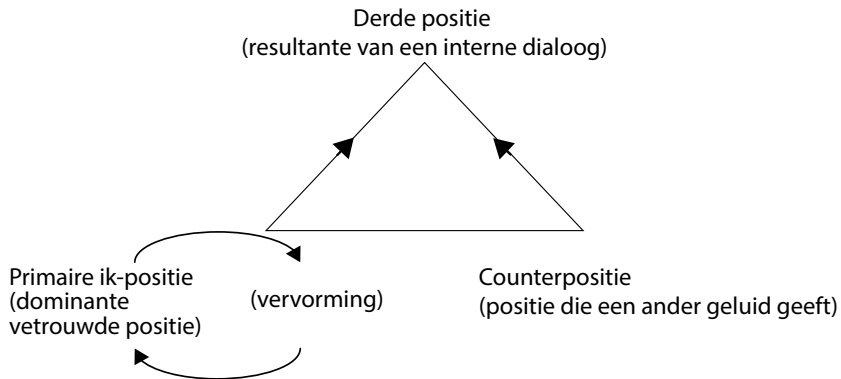 Derde positie
(resultante van een interne dialoog)
Primaire ik-positie
(dominante
vetrouwde positie)
(vervorming)
Counterpositie
(positie die een ander geluid geeft)